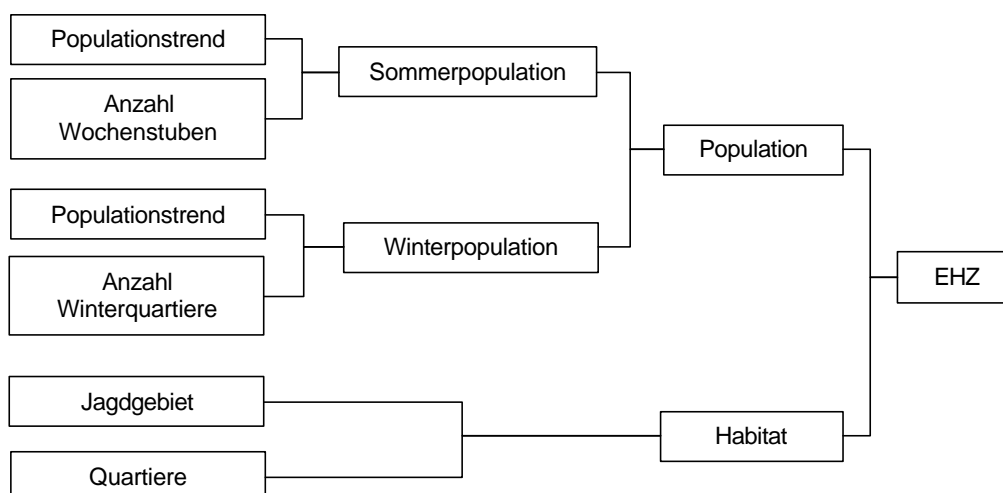 Populationstrend
Anzahl
Wochenstuben
Sommerpopulation
Population
Populationstrend
Anzahl
Winterquartiere
Winterpopulation
EHZ
Jagdgebiet
Quartiere
Habitat